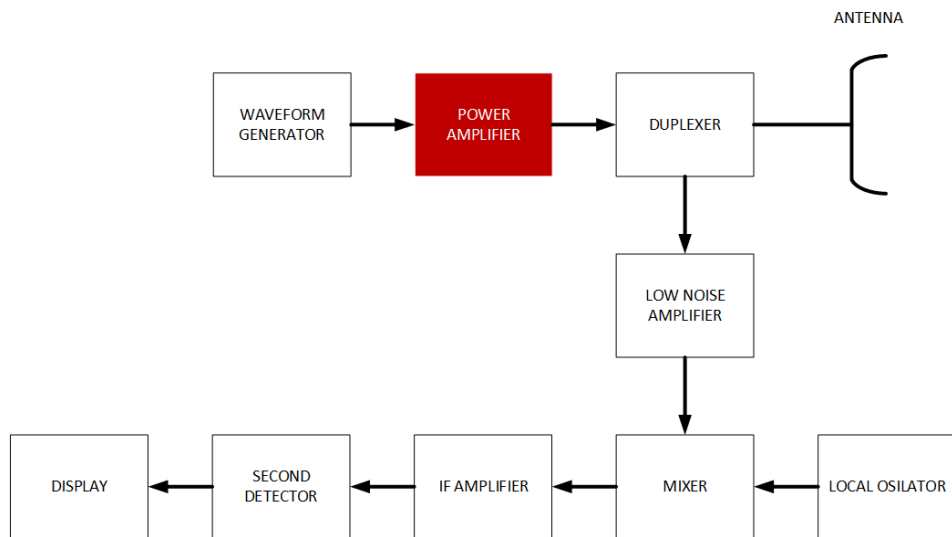 ANTENNA
WAVEFORM
GENERATOR
POWER
AMPLIFIER
DUPLEXER
LOW NOISE
AMPLIFIER
DISPLAY
SECOND
DETECTOR
IF AMPLIFIER
MIXER
LOCAL OSILATOR